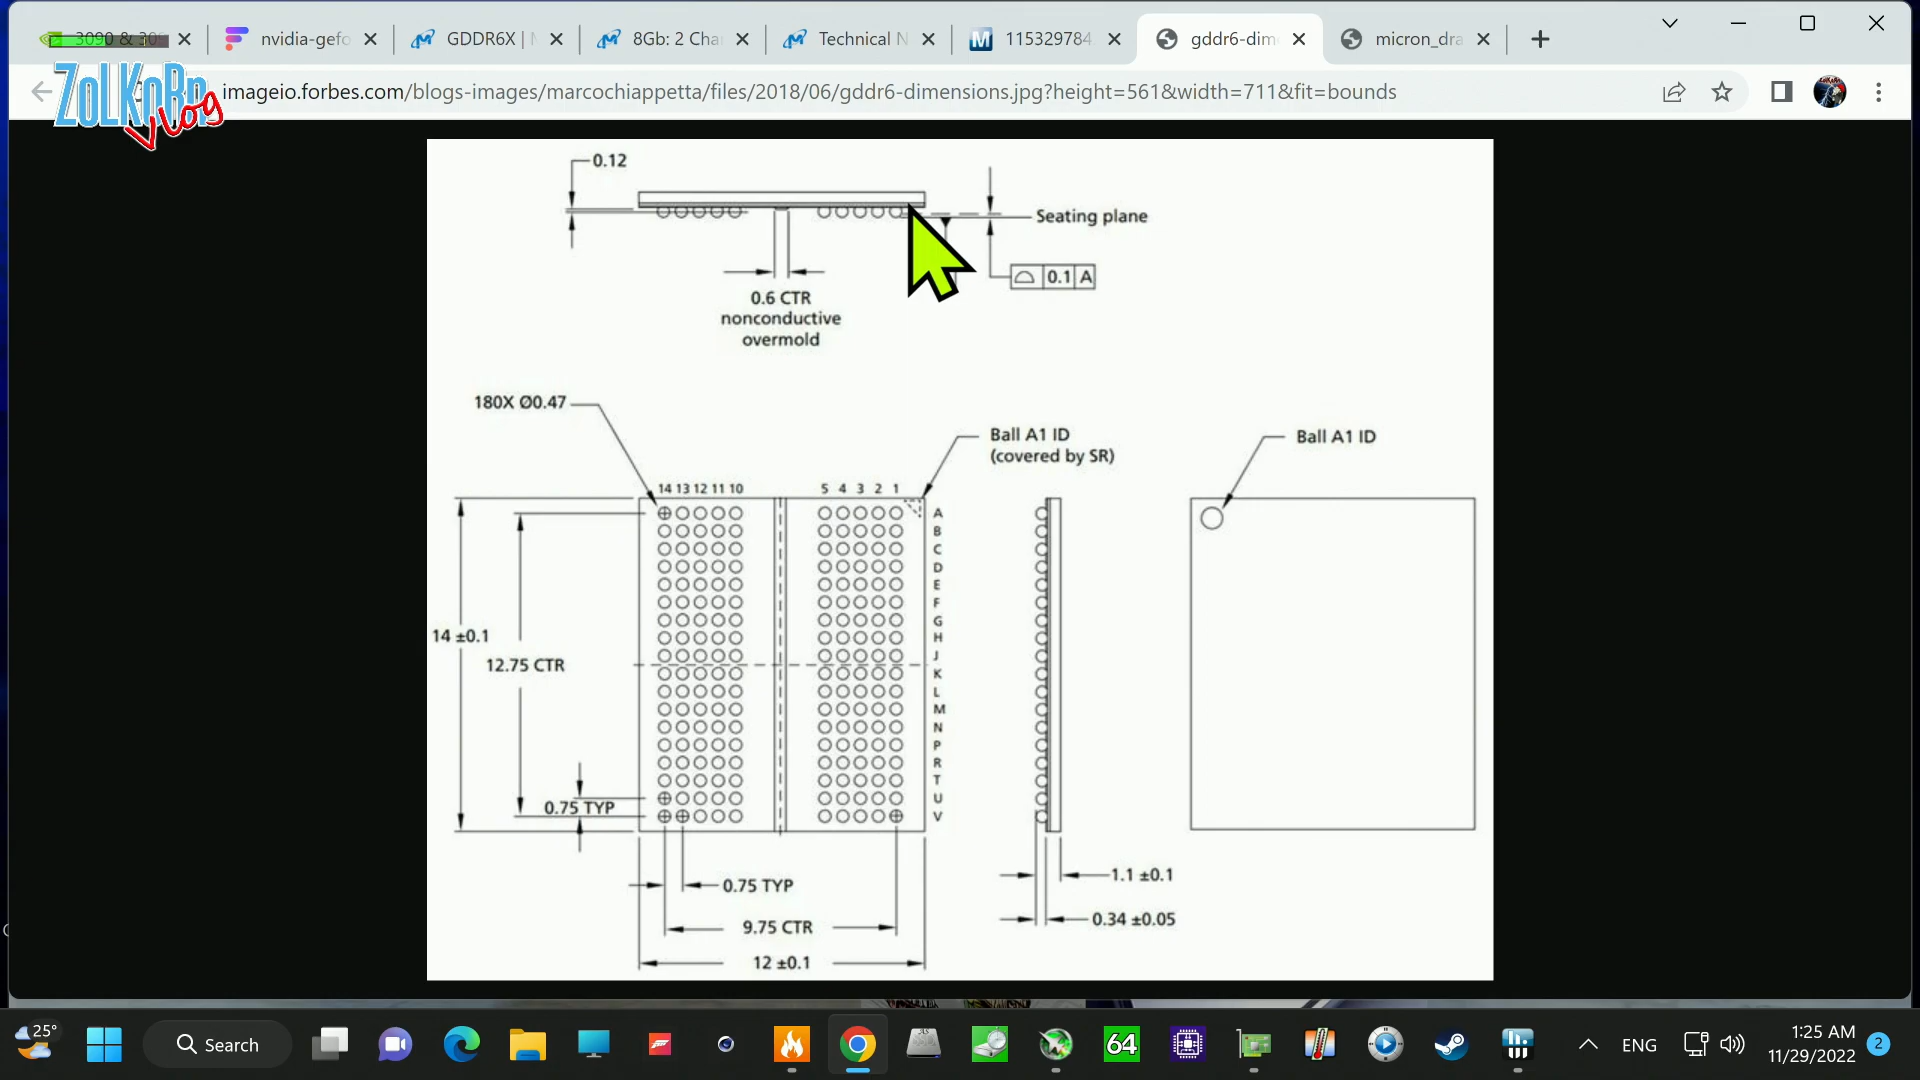 3090 & 30
nvidia-gefo
GDDR6X |
8Gb: 2 Cha
Technical N
115329784
gddr6-dim
micron_dra
ZOLKORN
Vlog
imageio.forbes.com/blogs-images/marcochiappetta/files/2018/06/gddr6-dimensions.jpg?height=561&width=711&fit=bounds
0.12
Seating plane
0.1 A
0.6 CTR
nonconductive
overmold
180X Ø0.47
Ball A1 ID
(covered by SR)
Ball A1 ID
14 13 12 11 10 5 4 3 2 1
A
B
C
D
E
F
G
H
J
K
L
M
N
P
R
T
U
V
14 ±0.1
12.75 CTR
0.75 TYP
0.75 TYP
9.75 CTR
12 ±0.1
1.1 ±0.1
0.34 ±0.05
25°
Search
64
ENG
1:25 AM
11/29/2022
2